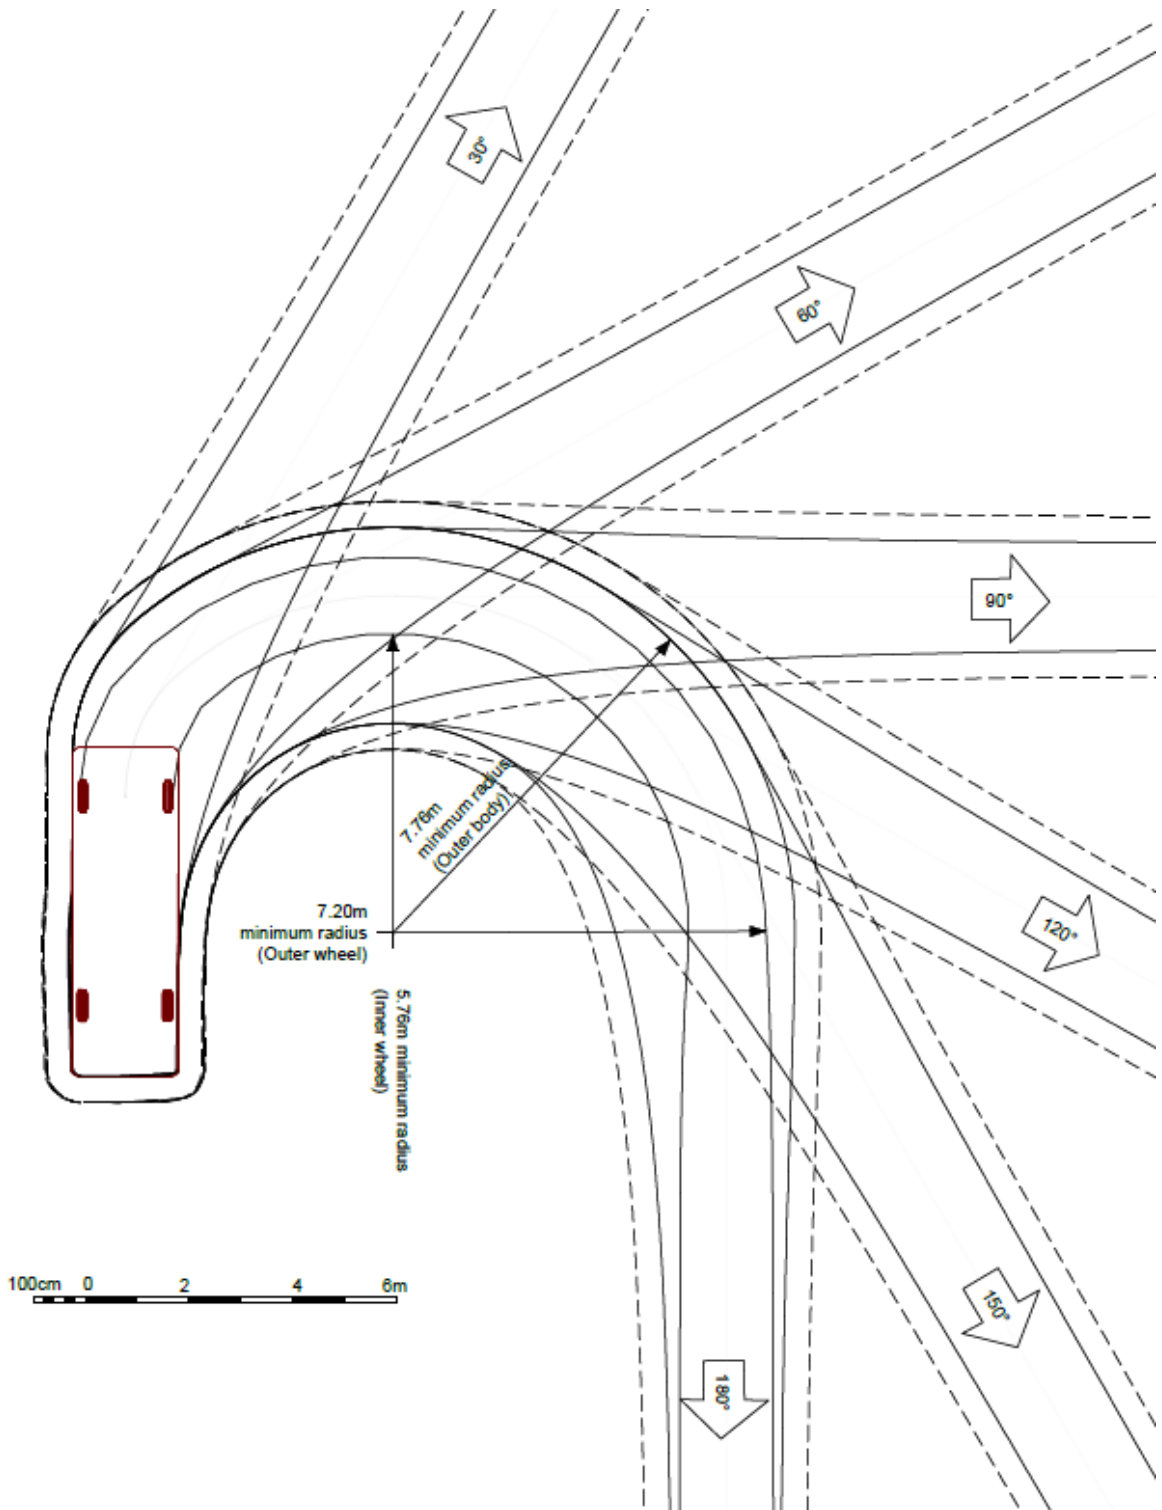 30°
60°
90°
7.76m
minimum radius
(Outer body)
7.20m
minimum radius
(Outer wheel)
120°
5.76m minimum radius
(Inner wheel)
100cm 0 2 4 6m
150°
180°